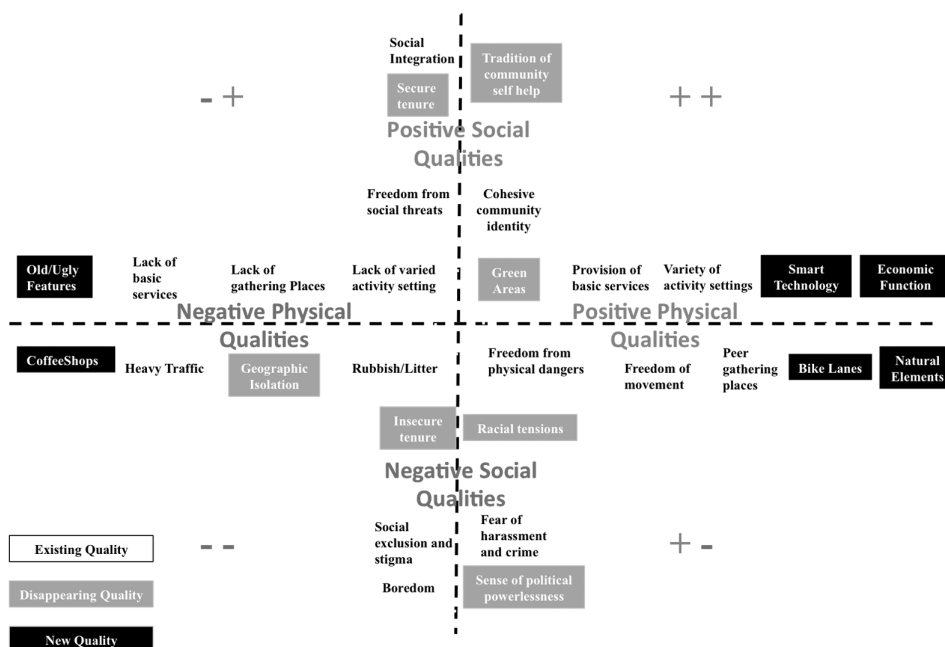 Social
Integration
Tradition of
community
self help
Secure
tenure
- +
+ +
Positive Social
Qualities
Freedom from
social threats
Cohesive
community
identity
Old/Ugly
Features
Lack of
basic
services
Lack of
gathering Places
Lack of varied
activity setting
Green
Areas
Provision of
basic services
Variety of
activity settings
Smart
Technology
Economic
Function
Negative Physical
Qualities
Positive Physical
Qualities
CoffeeShops
Heavy Traffic
Geographic
Isolation
Rubbish/Litter
Freedom from
physical dangers
Freedom of
movement
Peer
gathering
places
Bike Lanes
Natural
Elements
Insecure
tenure
Racial tensions
Negative Social
Qualities
Social
exclusion and
stigma
Fear of
harassment
and crime
- -
+ -
Boredom
Sense of political
powerlessness
Existing Quality
Disappearing Quality
New Quality